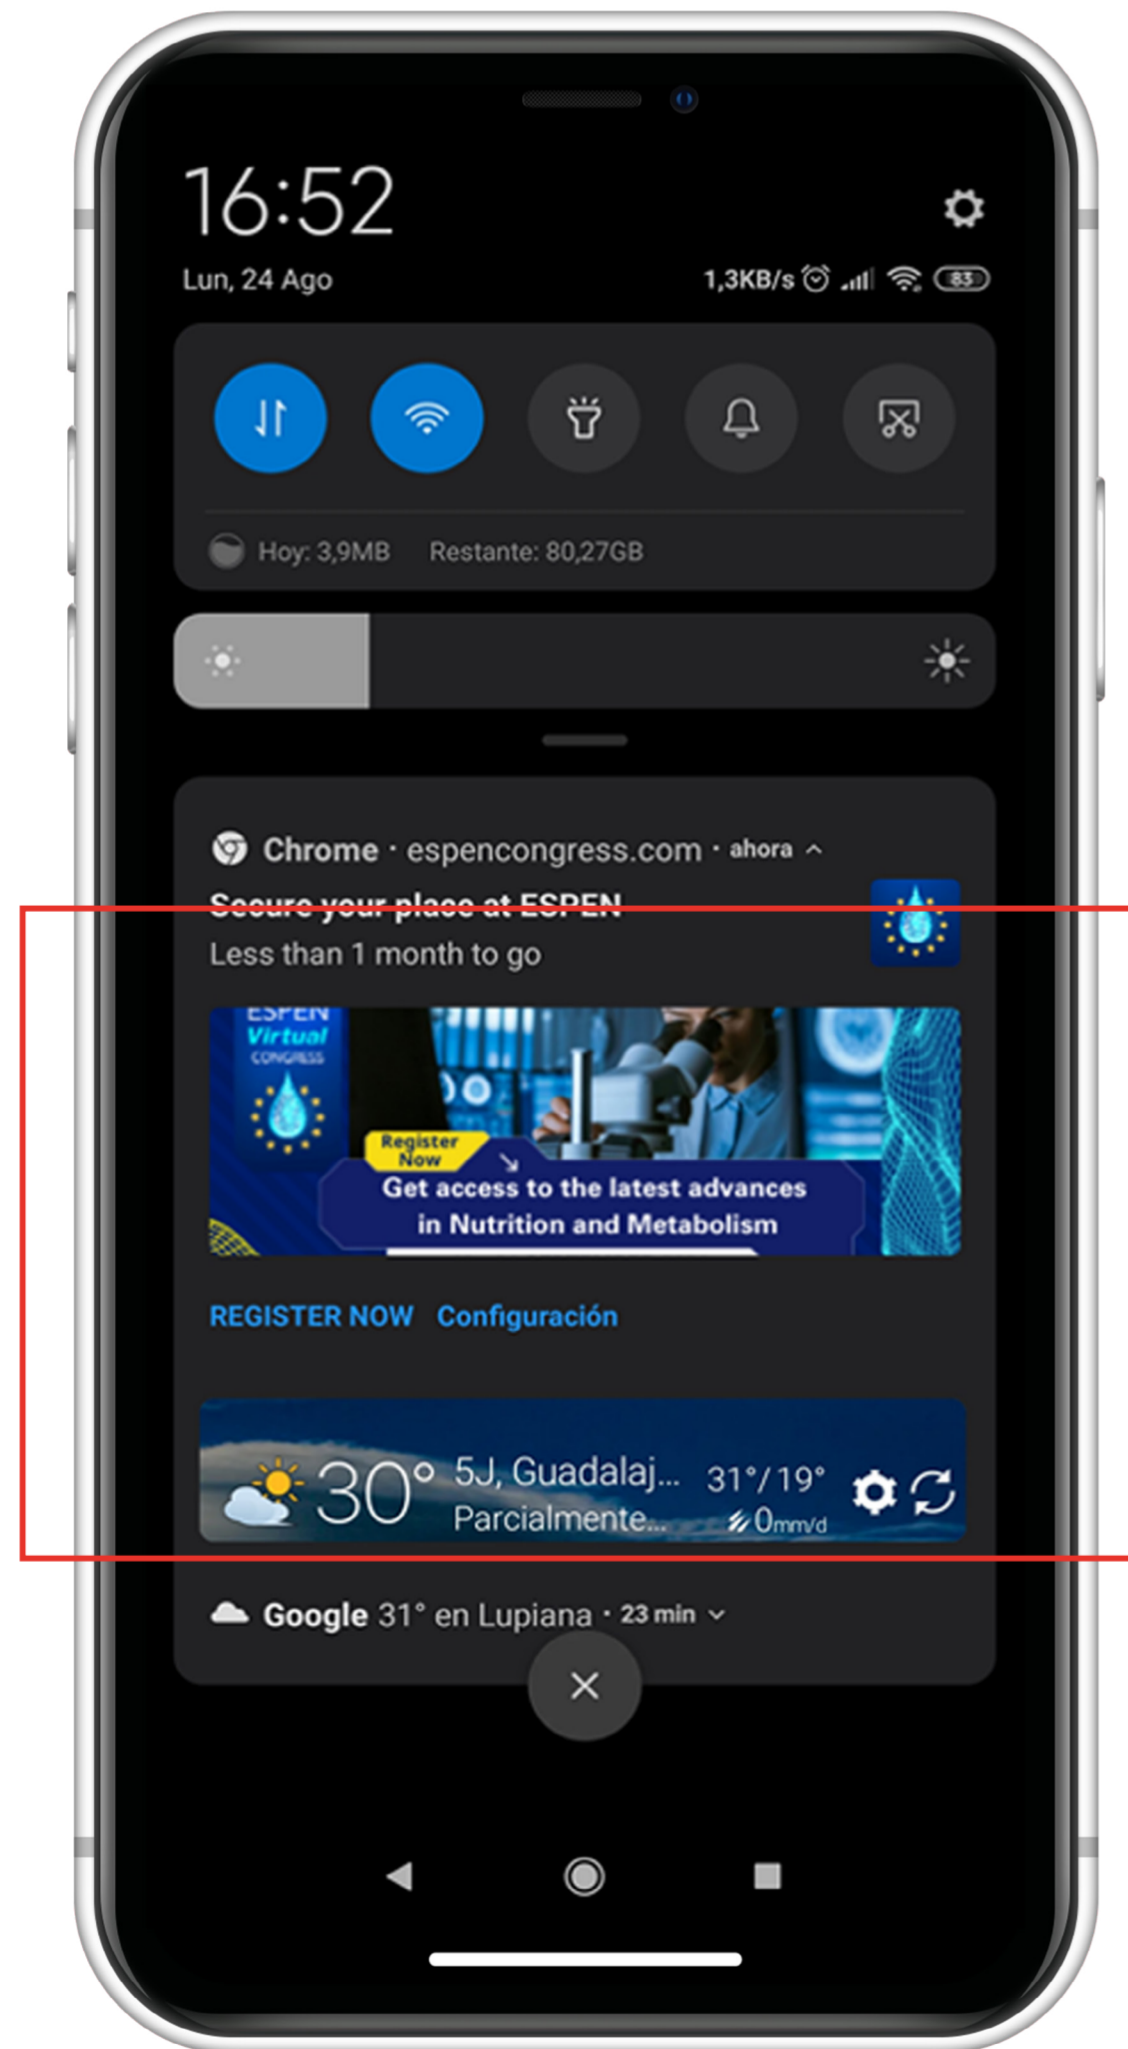 16:52
Lun, 24 Ago
1,3KB/s 83
Hoy: 3,9MB Restante: 80,27GB
Chrome · espencongress.com · ahora
Secure your place at ESPEN
Less than 1 month to go
ESPEN
Virtual
CONGRESS
Register
Now
Get access to the latest advances
in Nutrition and Metabolism
REGISTER NOW Configuración
30° 5J, Guadalaj... 31°/19°
Parcialmente... 0mm/d
Google 31° en Lupiana · 23 min